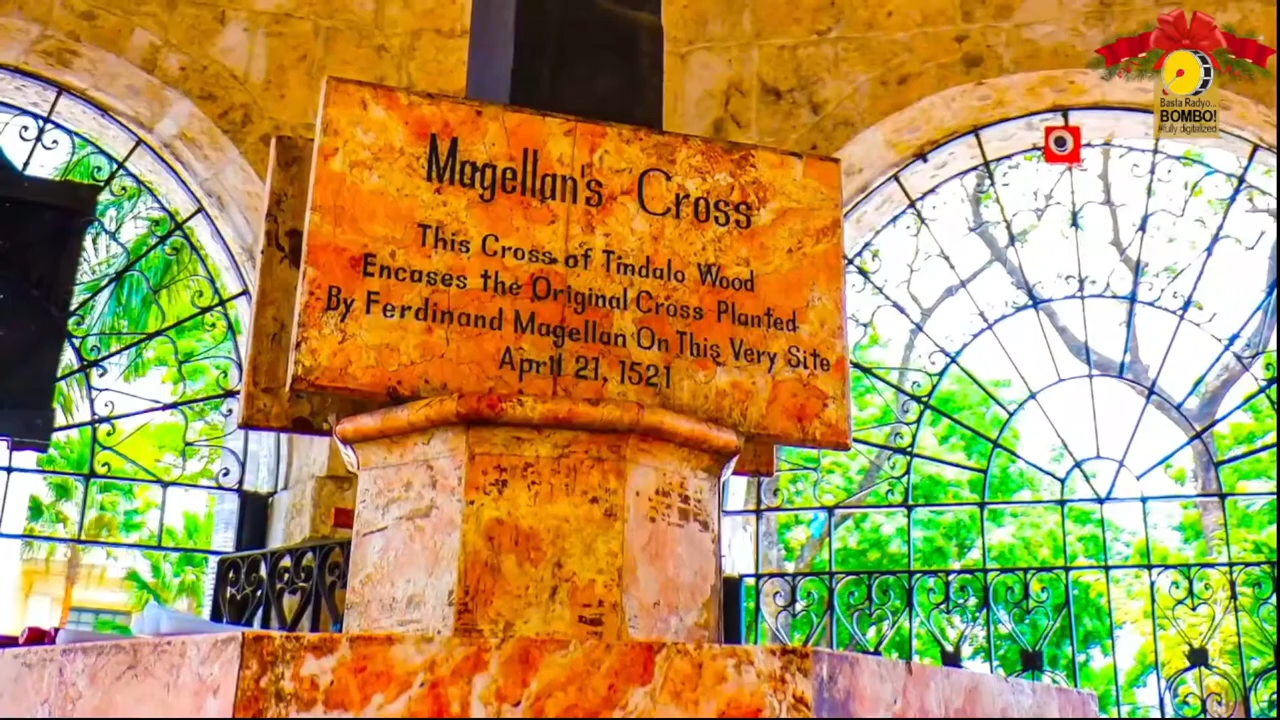 Magellan's Cross
This Cross of Tindalo Wood
Encases the Original Cross Planted
By Ferdinand Magellan On This Very Site
April 21, 1521
Basta Radyo...
BOMBO!
#fully digitalized